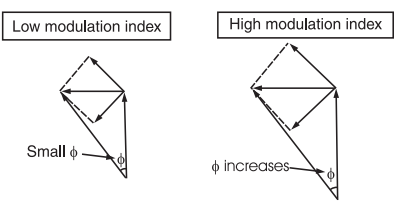 Low modulation index
High modulation index
Small ϕ
ϕ
ϕ increases
ϕ